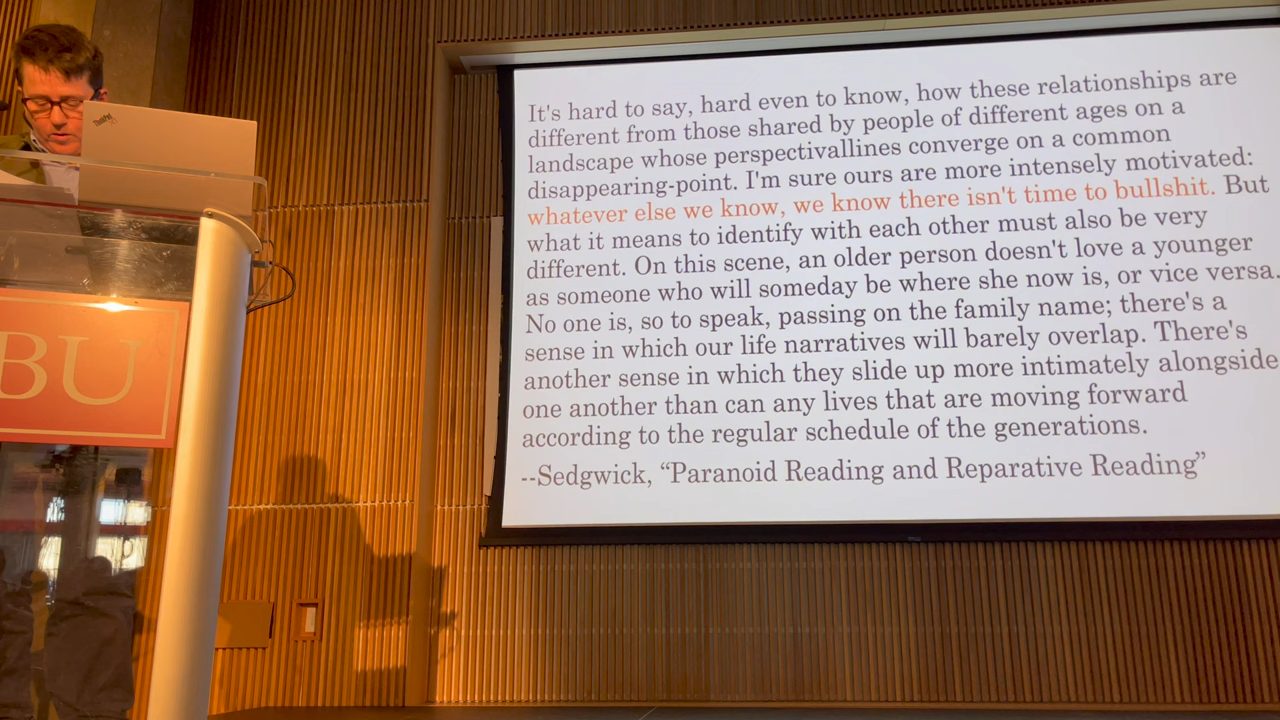 It's hard to say, hard even to know, how these relationships are
different from those shared by people of different ages on a
landscape whose perspectivallines converge on a common
disappearing-point. I'm sure ours are more intensely motivated:
whatever else we know, we know there isn't time to bullshit. But
what it means to identify with each other must also be very
different. On this scene, an older person doesn't love a younger
as someone who will someday be where she now is, or vice versa.
No one is, so to speak, passing on the family name; there's a
sense in which our life narratives will barely overlap. There's
another sense in which they slide up more intimately alongside
one another than can any lives that are moving forward
according to the regular schedule of the generations.
--Sedgwick, “Paranoid Reading and Reparative Reading”
ThinkPad
BU